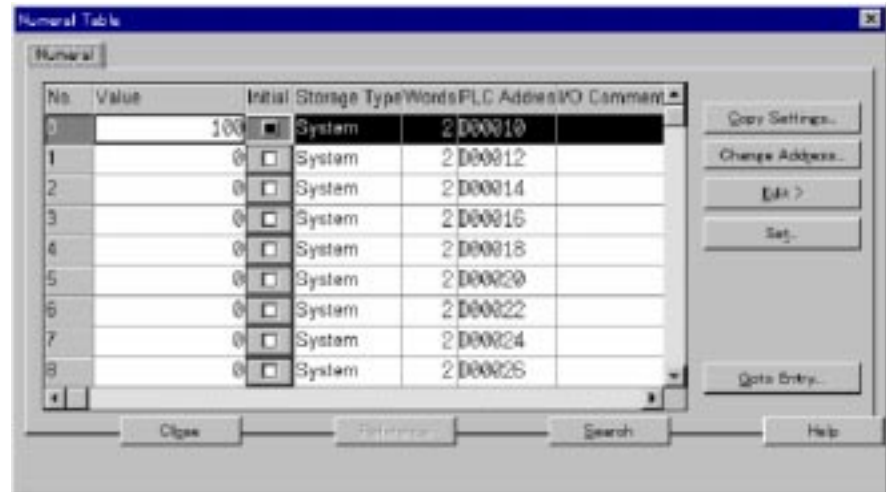 Numeral Table
Numeral
No. Value Initial Storage Type Words PLC Addres I/O Comment
0 100 System 2 D00010
1 0 System 2 D00012
2 0 System 2 D00014
3 0 System 2 D00016
4 0 System 2 D00018
5 0 System 2 D00020
6 0 System 2 D00022
7 0 System 2 D00024
8 0 System 2 D00026
Copy Settings...
Change Address...
Edit >
Set...
Goto Entry...
Close Reference... Search Help